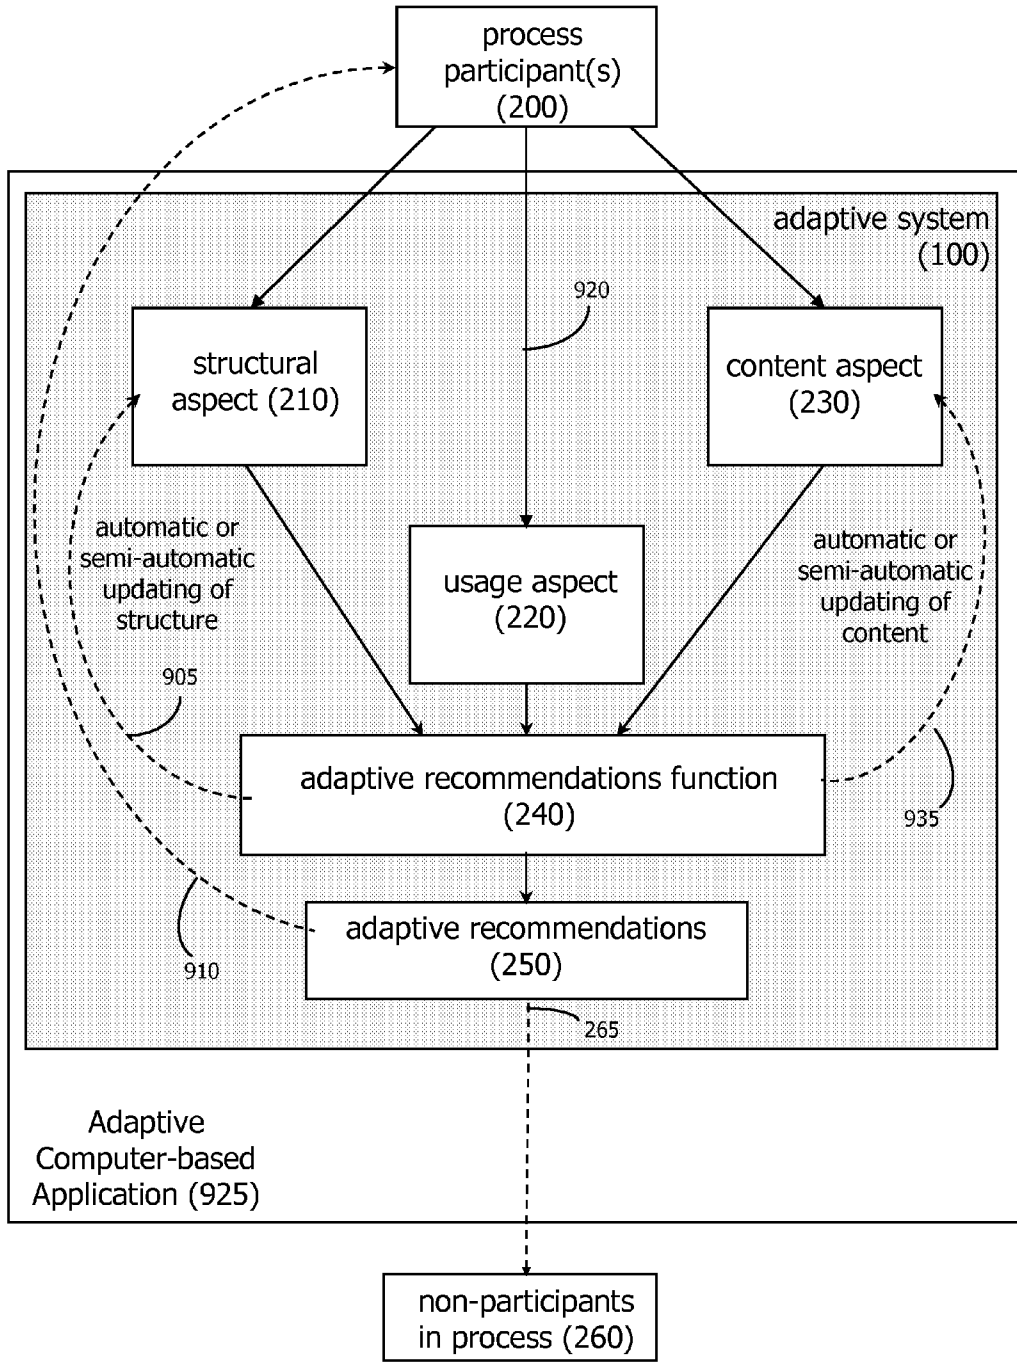 process
participant(s)
(200)
adaptive system
(100)
920
structural
aspect (210)
content aspect
(230)
automatic or
semi-automatic
updating of
structure
usage aspect
(220)
automatic or
semi-automatic
updating of
content
905
adaptive recommendations function
(240)
935
adaptive recommendations
(250)
910
265
Adaptive
Computer-based
Application (925)
non-participants
in process (260)